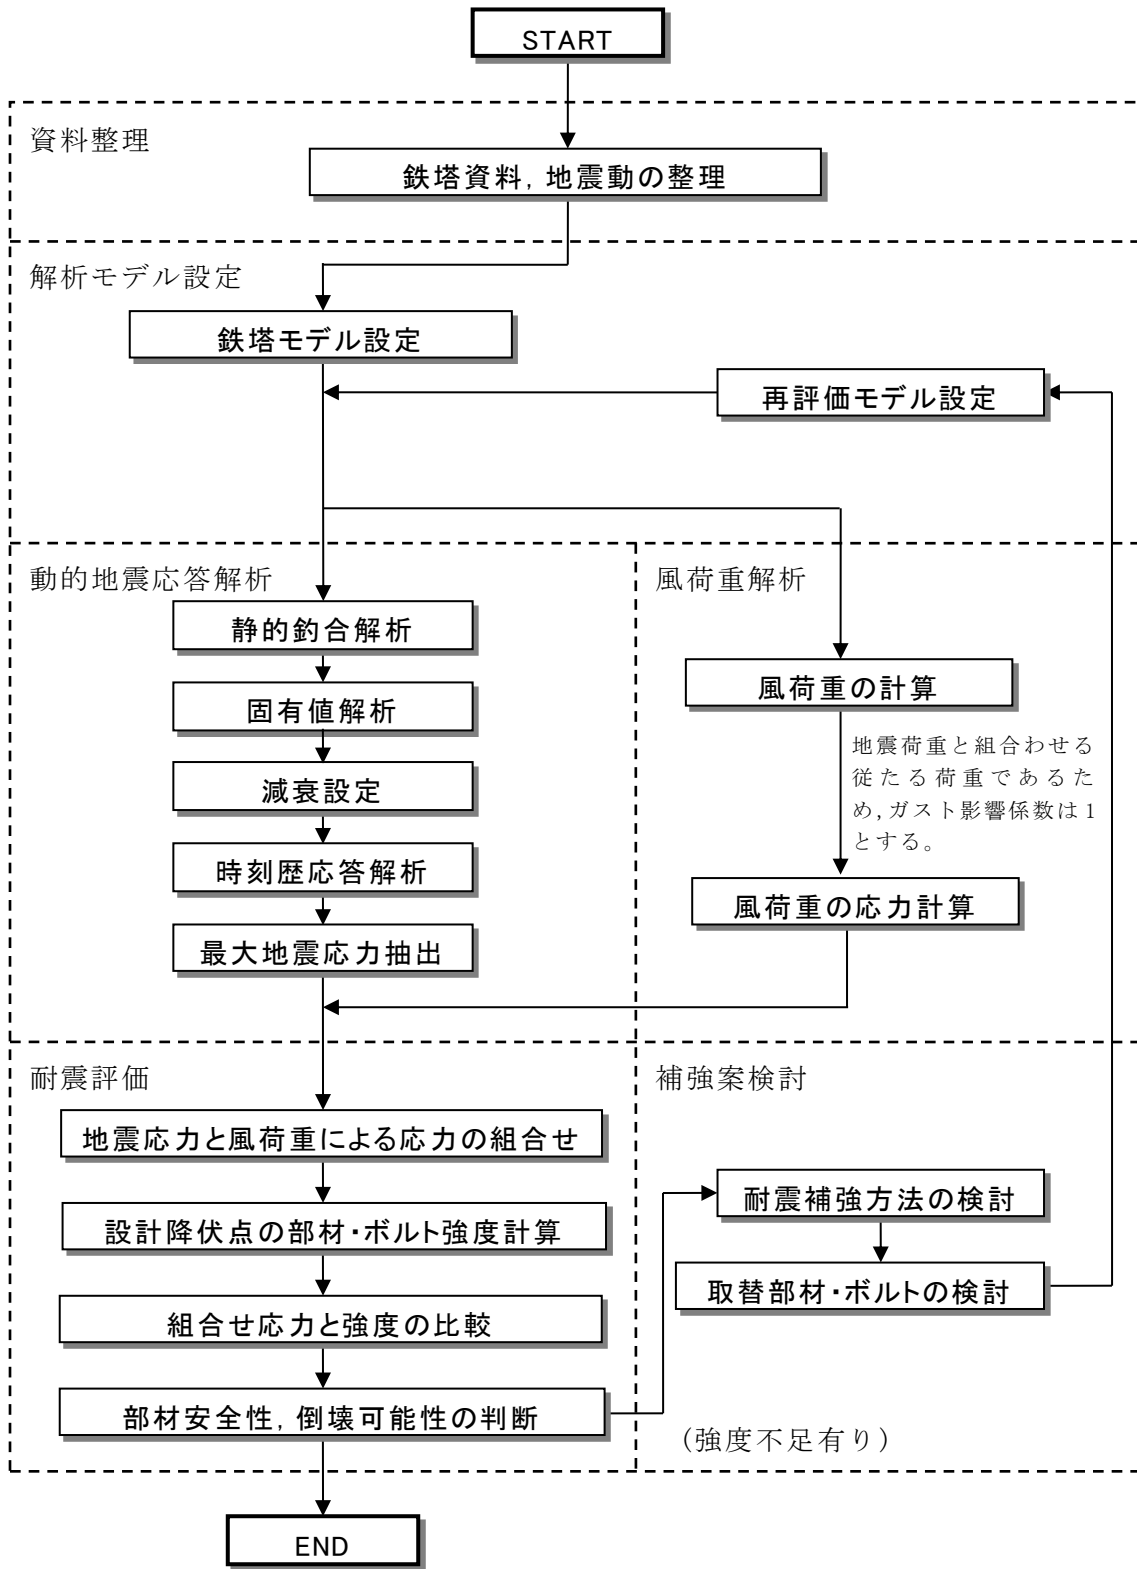 START
資料整理
鉄塔資料, 地震動の整理
解析モデル設定
鉄塔モデル設定
再評価モデル設定
動的地震応答解析
静的釣合解析
固有値解析
減衰設定
時刻歴応答解析
最大地震応力抽出
風荷重解析
風荷重の計算
地震荷重と組合わせる
従たる荷重であるた
め,ガスト影響係数は1
とする。
風荷重の応力計算
耐震評価
地震応力と風荷重による応力の組合せ
設計降伏点の部材・ボルト強度計算
組合せ応力と強度の比較
部材安全性, 倒壊可能性の判断
補強案検討
耐震補強方法の検討
取替部材・ボルトの検討
(強度不足有り)
END